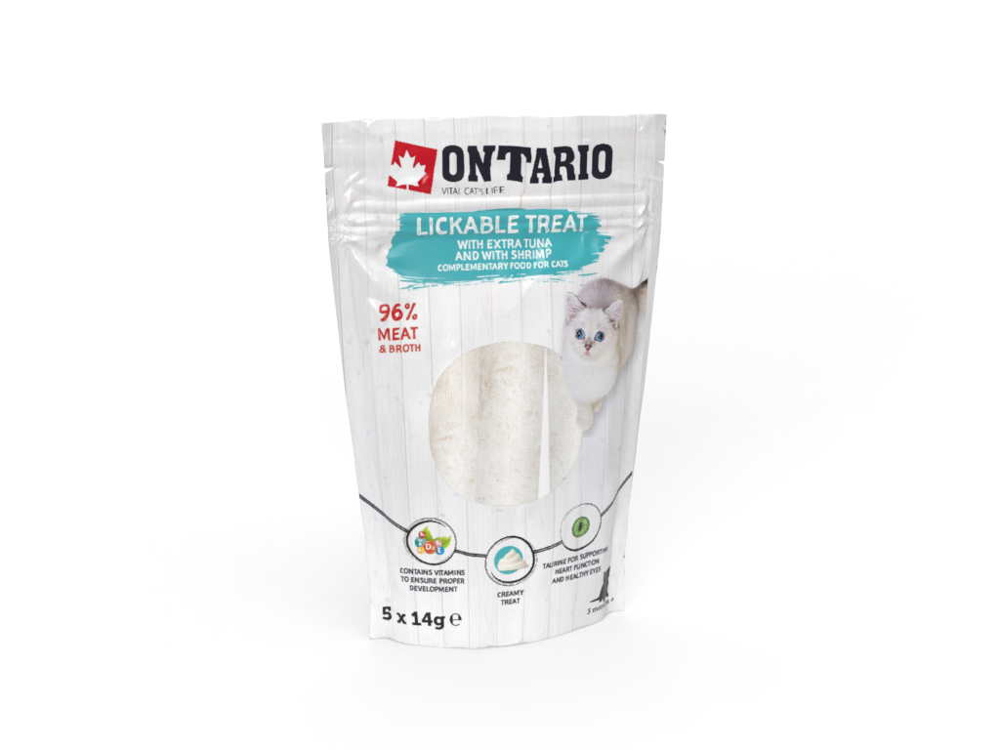 ONTARIO
VITAL CAT'S LIFE
LICKABLE TREAT
WITH EXTRA TUNA
AND WITH SHRIMP
COMPLEMENTARY FOOD FOR CATS
96%
MEAT
& BROTH
CONTAINS VITAMINS
TO ENSURE PROPER
DEVELOPMENT
CREAMY
TREAT
TAURINE FOR SUPPORTING
HEART FUNCTION
AND HEALTHY EYES
5 x 14g ℮
3 months +